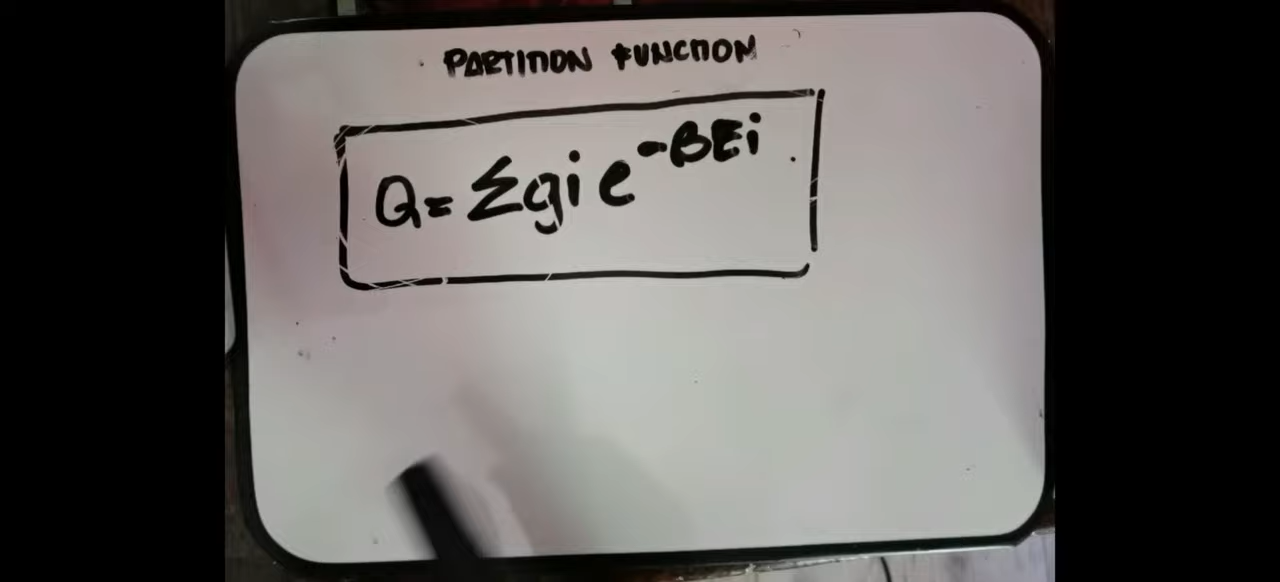 PARTITION FUNCTION
Q = Σgi e^-βEi